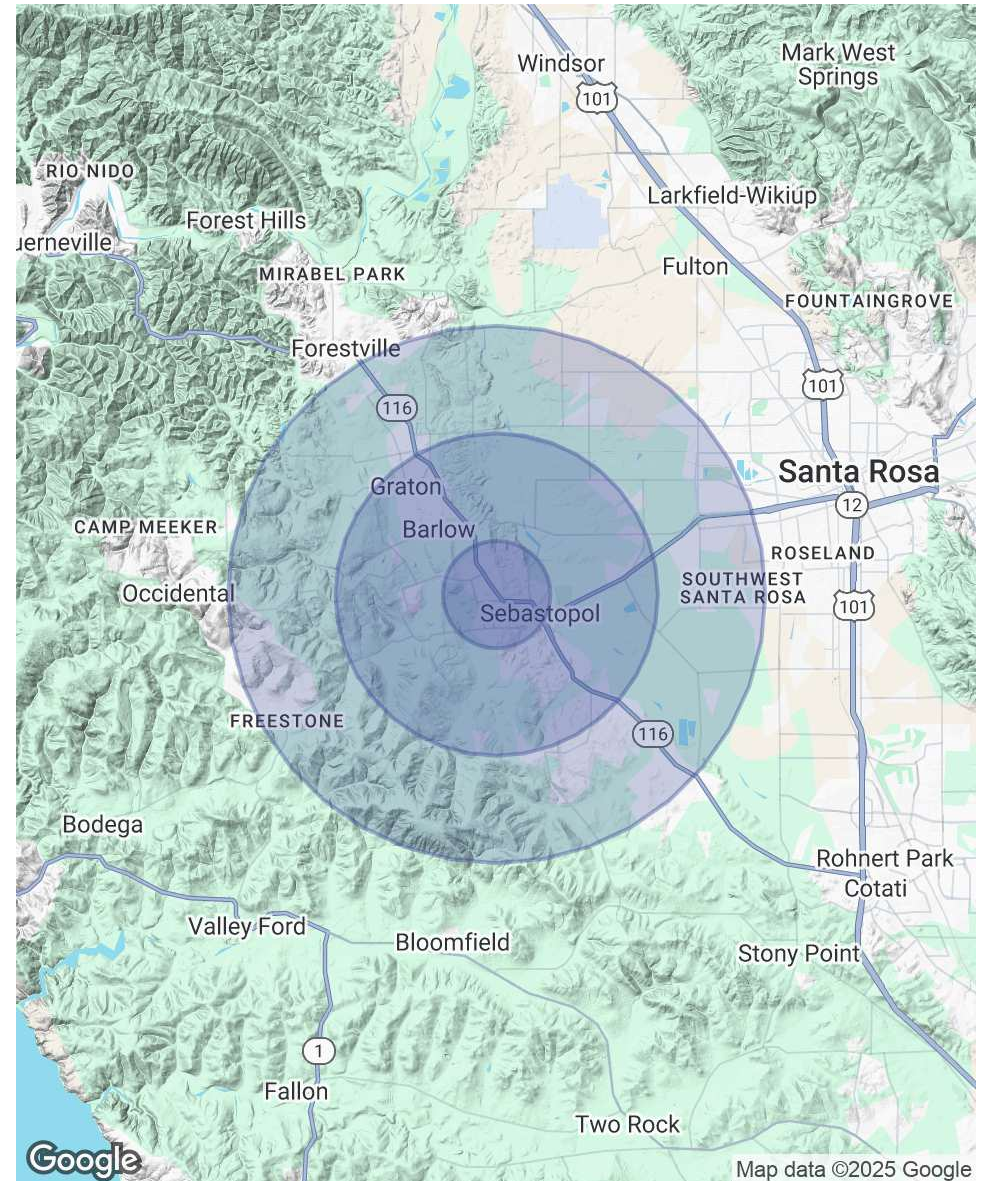 Windsor
Mark West
Springs
101
RIO NIDO
Larkfield-Wikiup
Forest Hills
uerneville
Fulton
MIRABEL PARK
FOUNTAINGROVE
Forestville
101
116
Santa Rosa
Graton
12
CAMP MEEKER
Barlow
ROSELAND
Occidental
SOUTHWEST
SANTA ROSA
101
Sebastopol
FREESTONE
116
Bodega
Rohnert Park
Cotati
Valley Ford
Bloomfield
Stony Point
1
Fallon
Two Rock
Google
Map data ©2025 Google